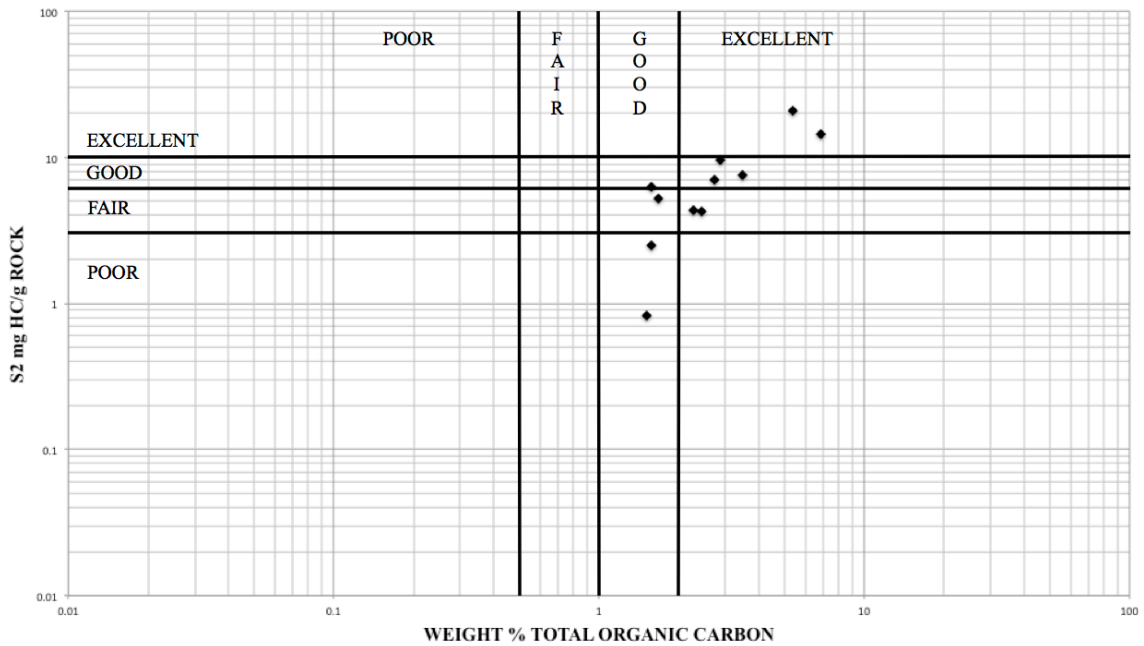 100
POOR
F
A
I
R
G
O
O
D
EXCELLENT
EXCELLENT
10
GOOD
FAIR
POOR
1
0.1
0.01
S2 mg HC/g ROCK
0.01 0.1 1 10 100
WEIGHT % TOTAL ORGANIC CARBON